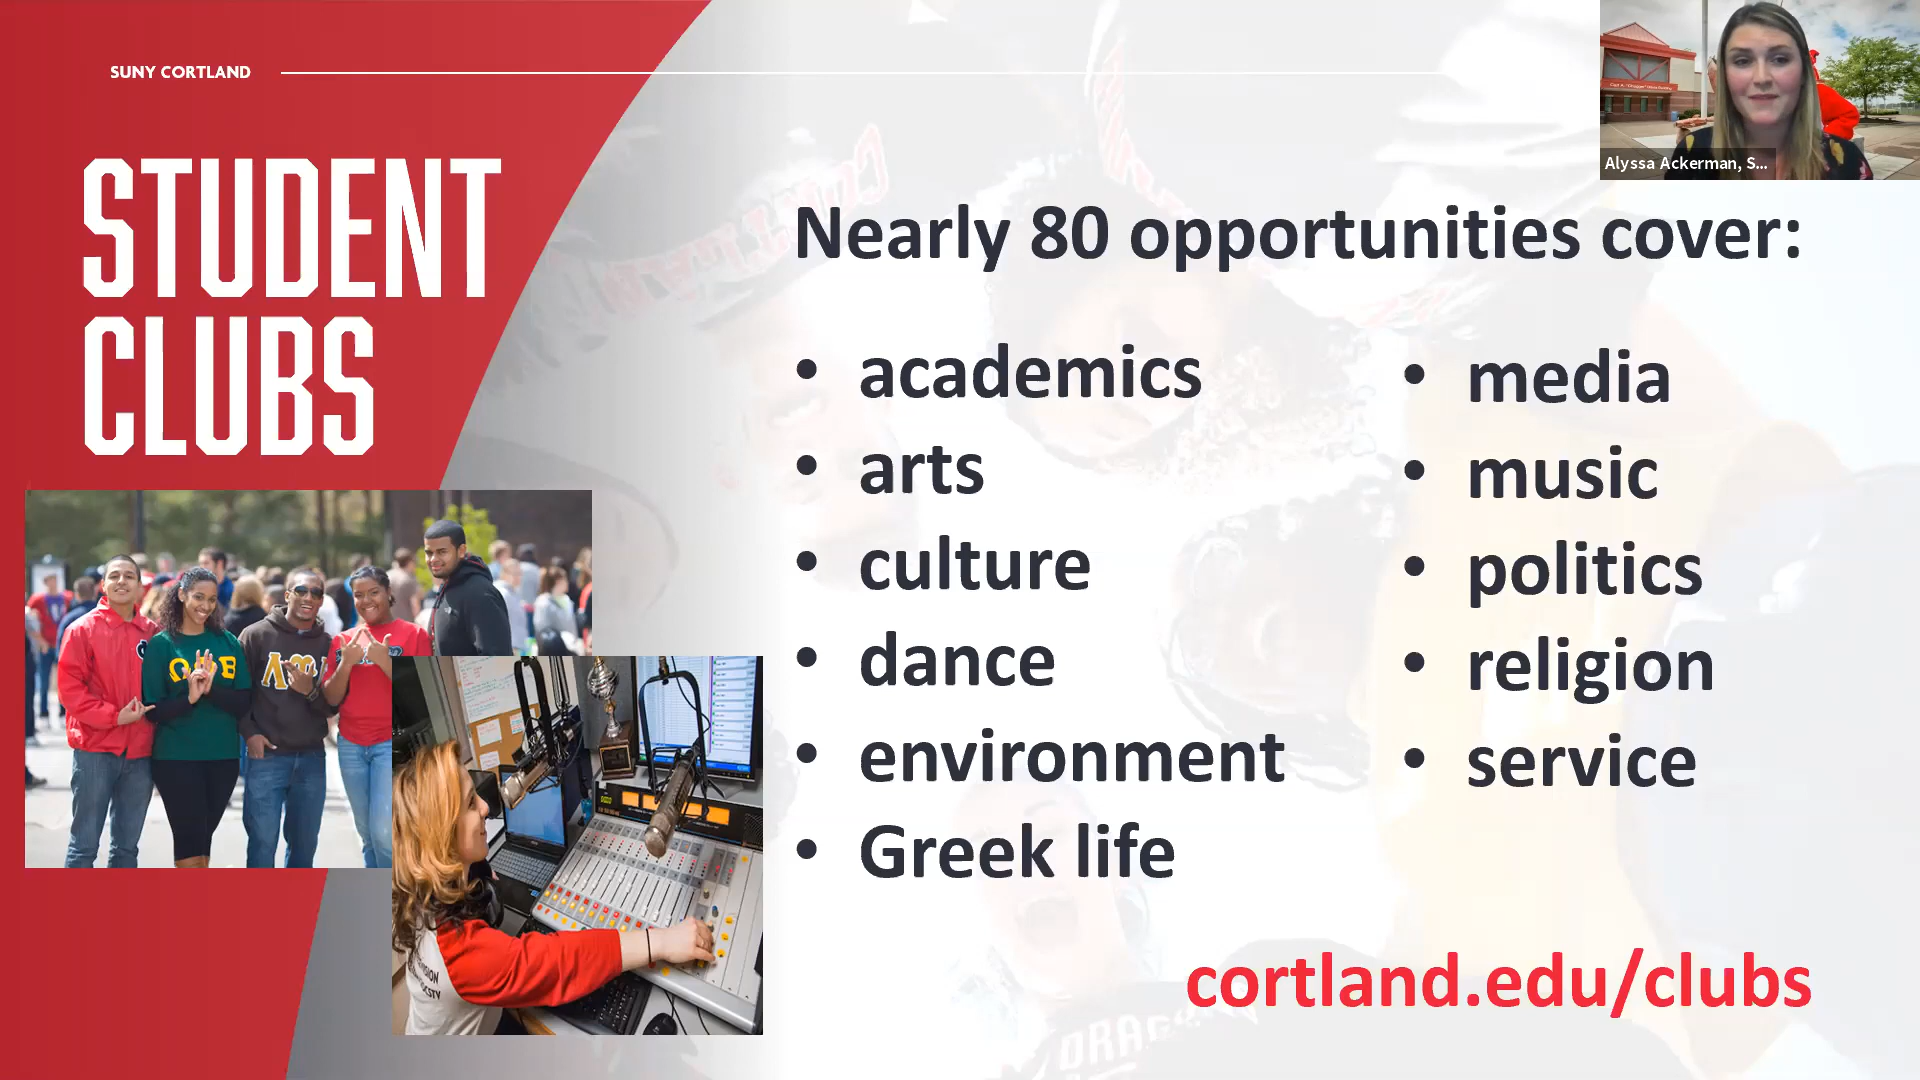 SUNY CORTLAND
STUDENT
CLUBS
Alyssa Ackerman, S...
Nearly 80 opportunities cover:
• academics
• arts
• culture
• dance
• environment
• Greek life
• media
• music
• politics
• religion
• service
cortland.edu/clubs